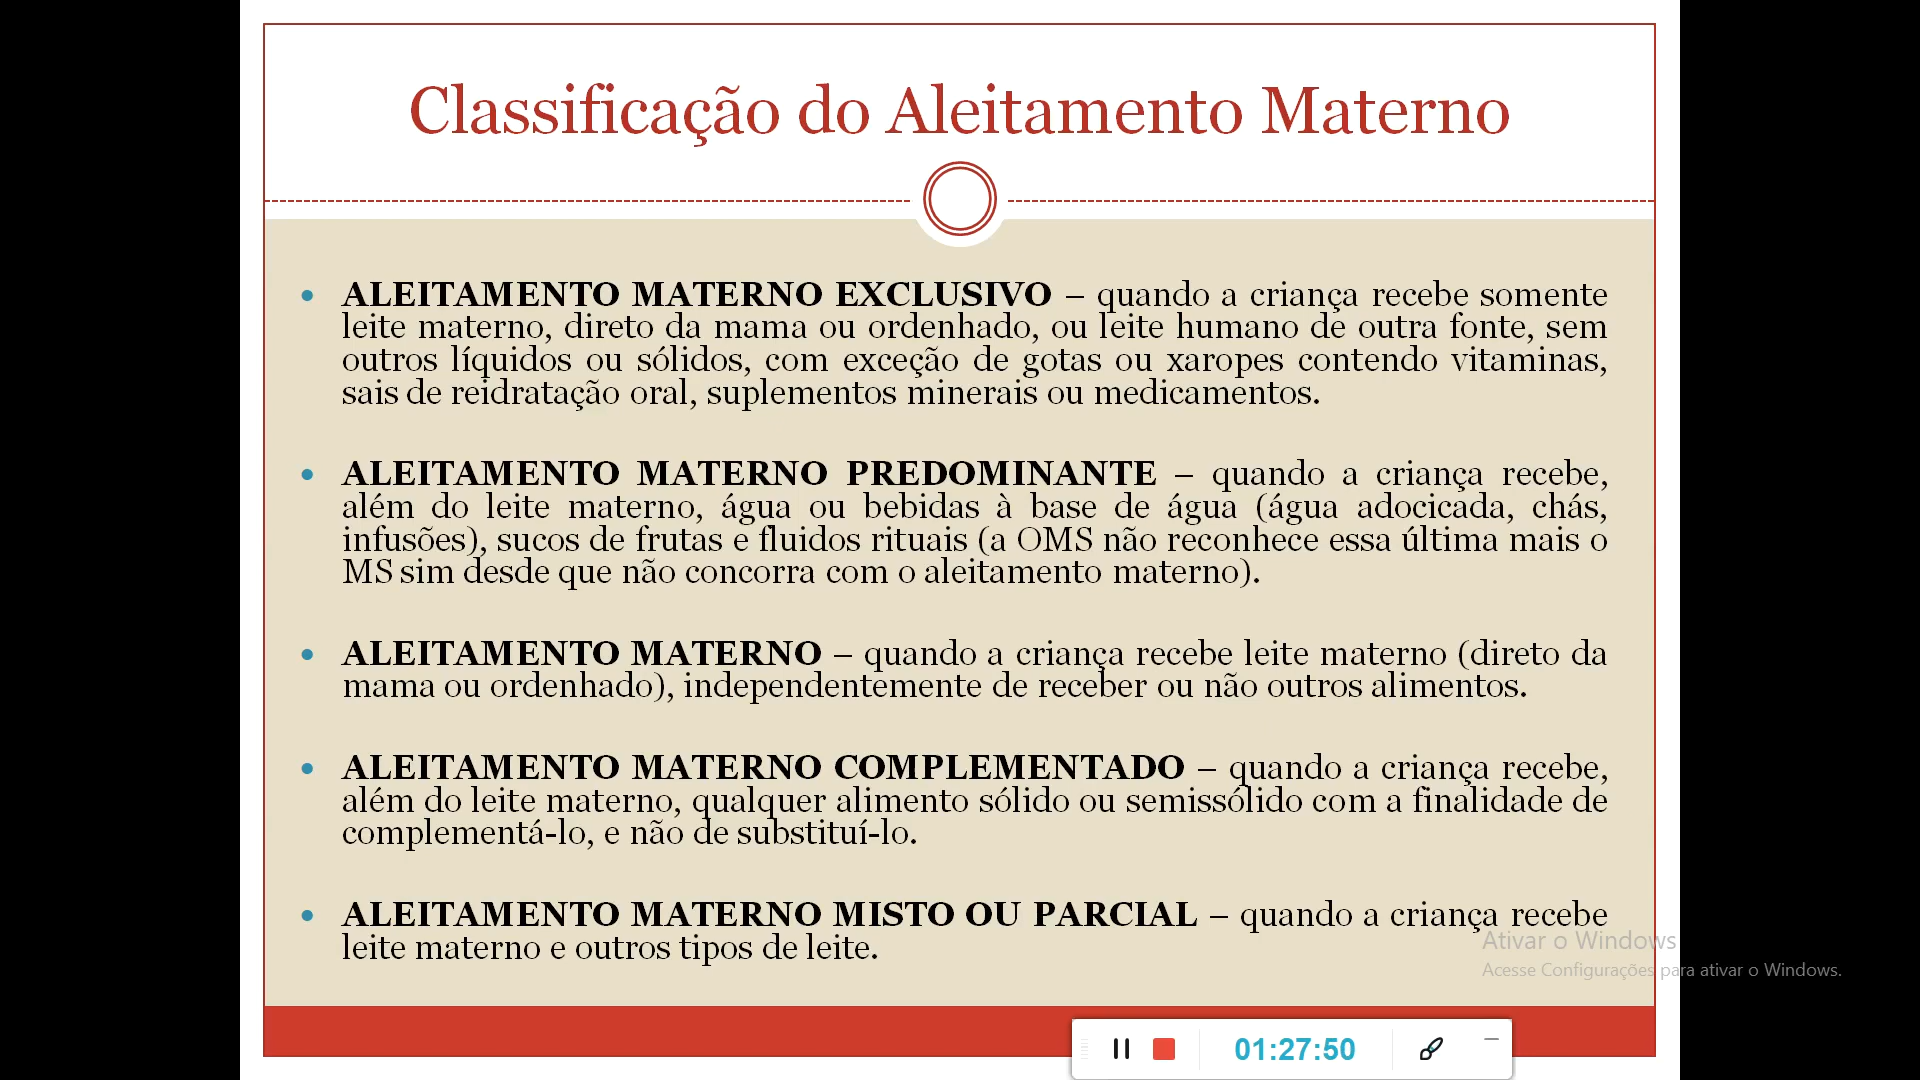 Classificação do Aleitamento Materno
• ALEITAMENTO MATERNO EXCLUSIVO – quando a criança recebe somente
leite materno, direto da mama ou ordenhado, ou leite humano de outra fonte, sem
outros líquidos ou sólidos, com exceção de gotas ou xaropes contendo vitaminas,
sais de reidratação oral, suplementos minerais ou medicamentos.
• ALEITAMENTO MATERNO PREDOMINANTE – quando a criança recebe,
além do leite materno, água ou bebidas à base de água (água adocicada, chás,
infusões), sucos de frutas e fluidos rituais (a OMS não reconhece essa última mais o
MS sim desde que não concorra com o aleitamento materno).
• ALEITAMENTO MATERNO – quando a criança recebe leite materno (direto da
mama ou ordenhado), independentemente de receber ou não outros alimentos.
• ALEITAMENTO MATERNO COMPLEMENTADO – quando a criança recebe,
além do leite materno, qualquer alimento sólido ou semissólido com a finalidade de
complementá-lo, e não de substituí-lo.
• ALEITAMENTO MATERNO MISTO OU PARCIAL – quando a criança recebe
leite materno e outros tipos de leite.
Ativar o Windows
Acesse Configurações para ativar o Windows.
01:27:50